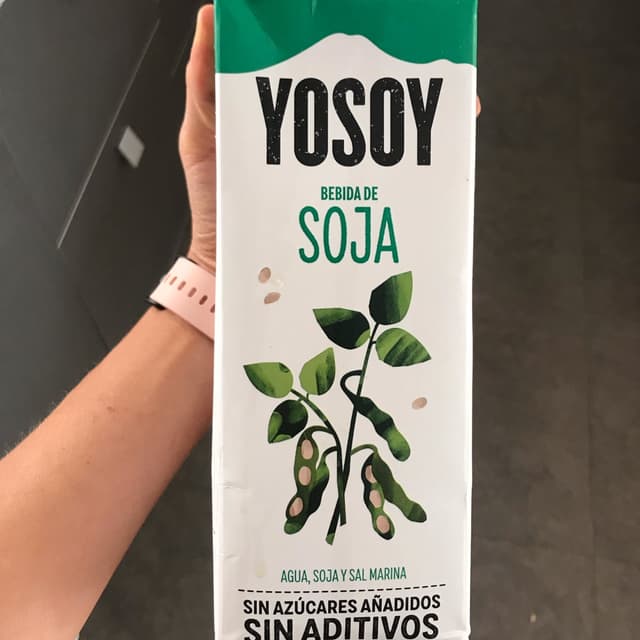 YOSOY
BEBIDA DE
SOJA
AGUA, SOJA Y SAL MARINA
SIN AZÚCARES AÑADIDOS
SIN ADITIVOS